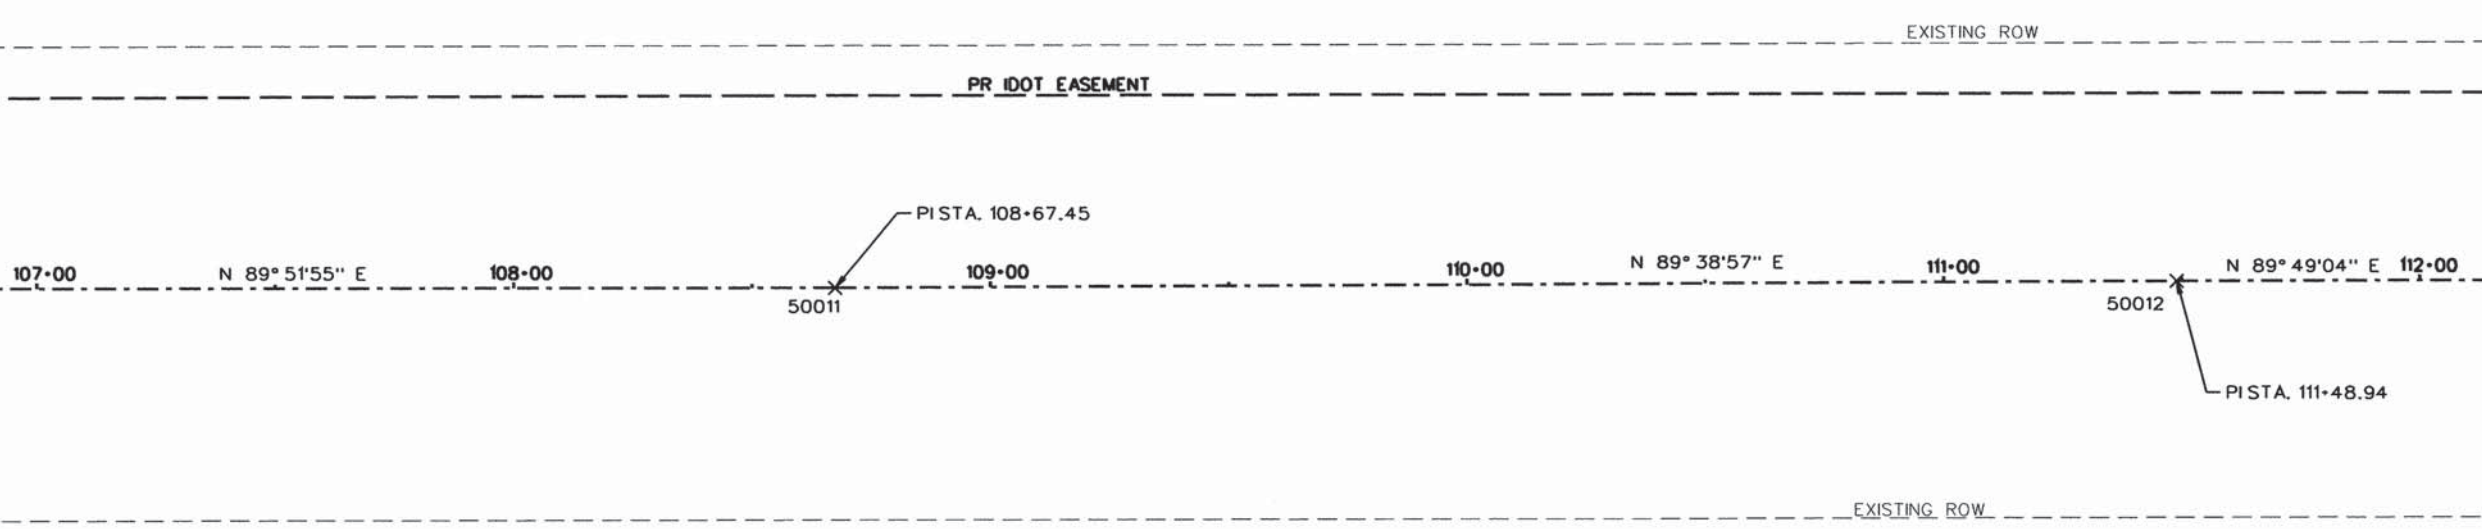 EXISTING ROW
PR IDOT EASEMENT
PI STA. 108+67.45
107+00 N 89° 51'55" E 108+00 109+00 110+00 N 89° 38'57" E 111+00 N 89° 49'04" E 112+00
50011 50012
PI STA. 111+48.94
EXISTING ROW